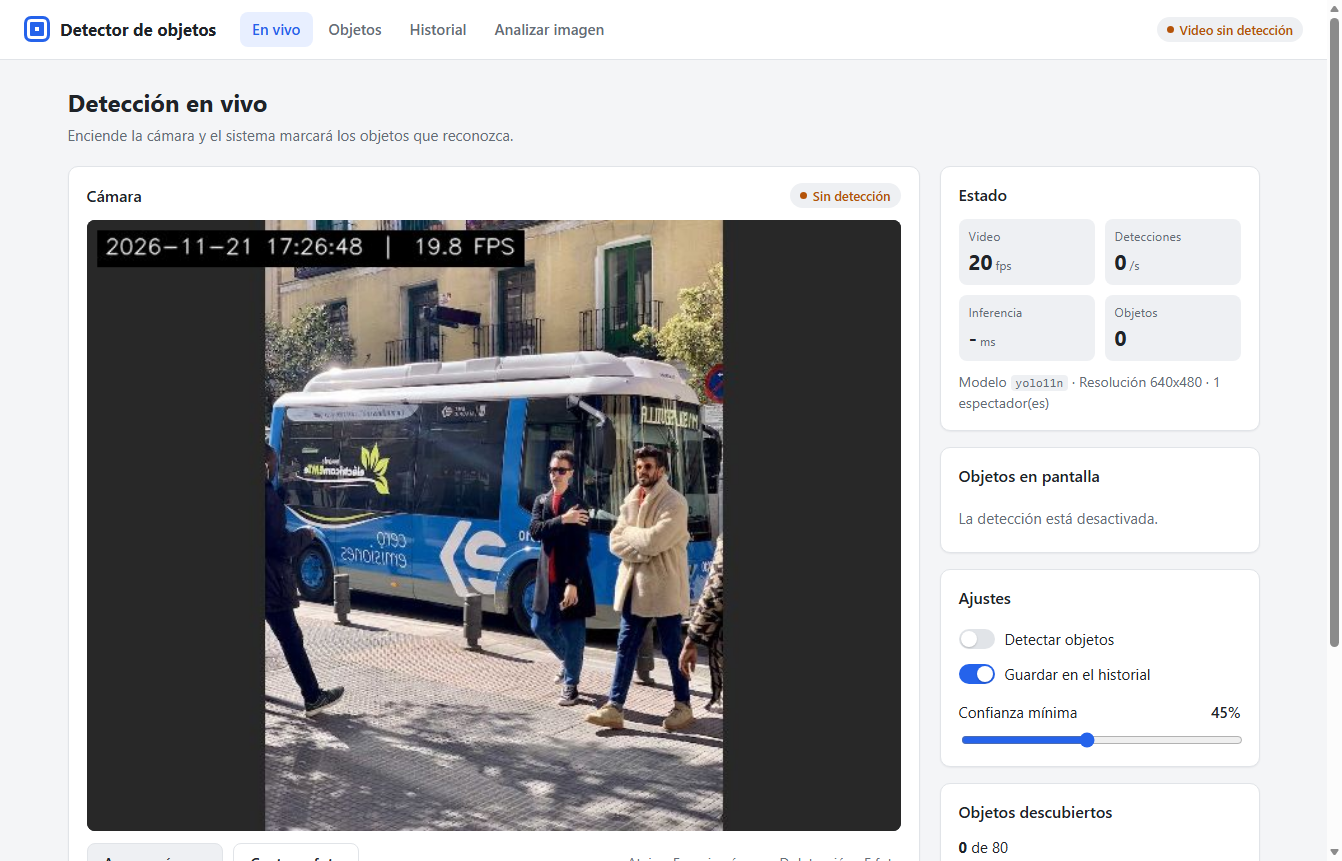 Detector de objetos
En vivo
Objetos
Historial
Analizar imagen
Video sin detección
Detección en vivo
Enciende la cámara y el sistema marcará los objetos que reconozca.
Cámara
Sin detección
2026-11-21 17:26:48 | 19.8 FPS
cero
emisiones
Estado
Video
20 fps
Detecciones
0 /s
Inferencia
- ms
Objetos
0
Modelo yolo11n · Resolución 640x480 · 1
espectador(es)
Objetos en pantalla
La detección está desactivada.
Ajustes
Detectar objetos
Guardar en el historial
Confianza mínima
45%
Objetos descubiertos
0 de 80